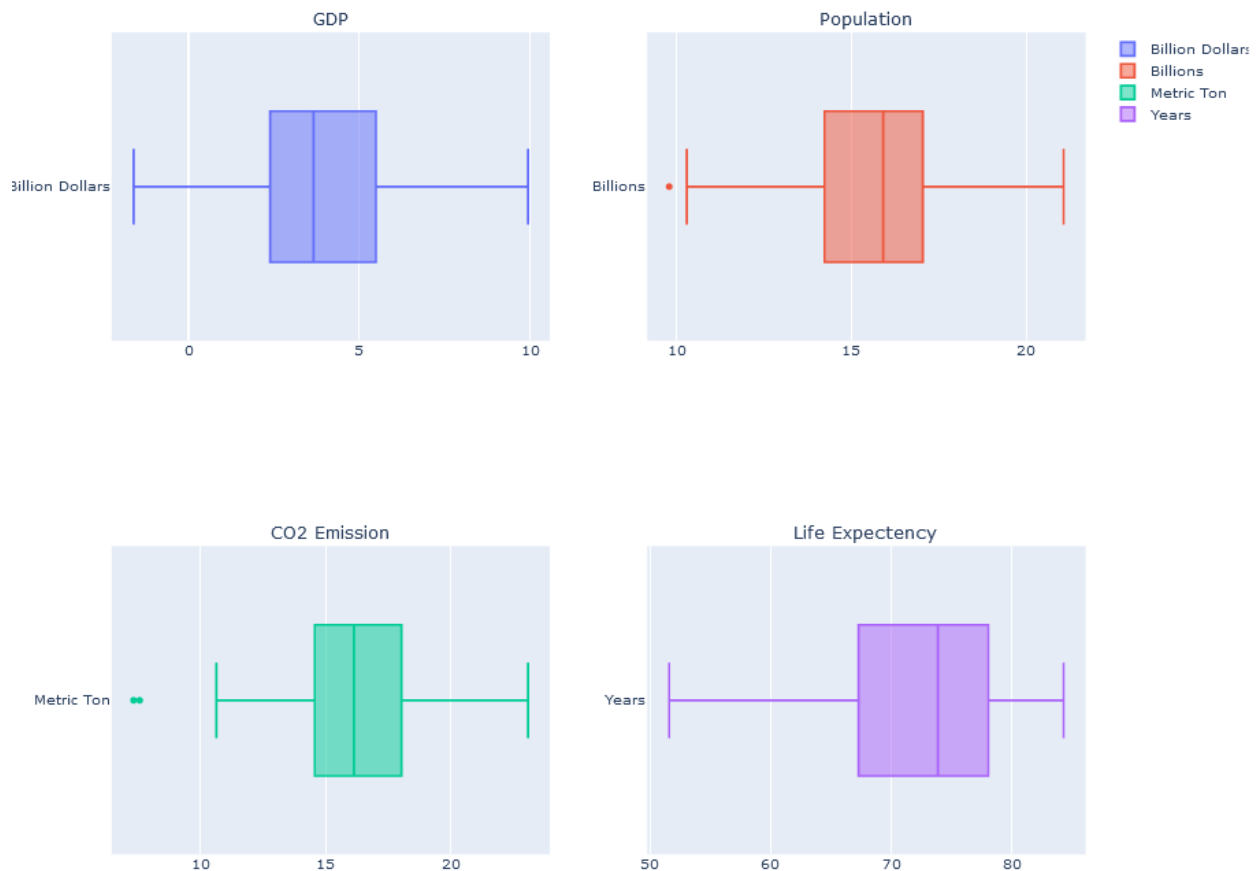 GDP
Billion Dollars
0 5 10
Population
Billions
10 15 20
Billion Dollars
Billions
Metric Ton
Years
CO2 Emission
Metric Ton
10 15 20
Life Expectency
Years
50 60 70 80